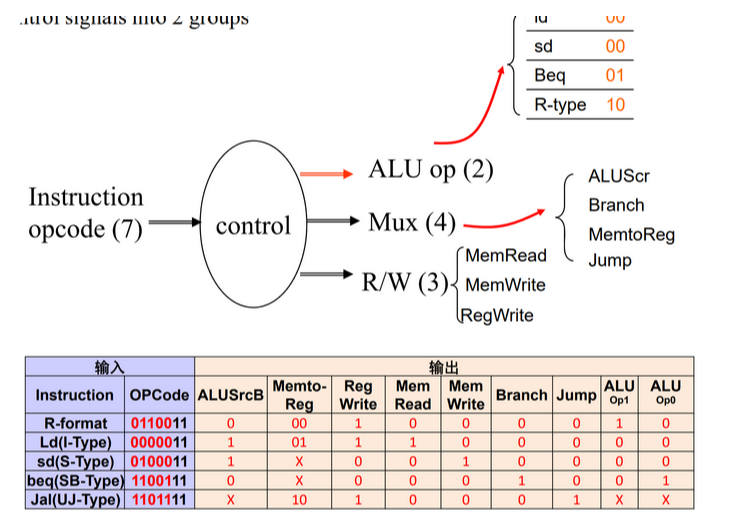 control signals into 2 groups
ld 00
sd 00
Beq 01
R-type 10
ALU op (2)
Instruction
opcode (7)
control
Mux (4)
ALUScr
Branch
MemtoReg
Jump
R/W (3)
MemRead
MemWrite
RegWrite
输入 输出
Instruction OPCode ALUSrcB Memto-Reg Reg Write Mem Read Mem Write Branch Jump ALU Op1 ALU Op0
R-format 0110011 0 00 1 0 0 0 0 1 0
Ld(I-Type) 0000011 1 01 1 1 0 0 0 0 0
sd(S-Type) 0100011 1 X 0 0 1 0 0 0 0
beq(SB-Type) 1100111 0 X 0 0 0 1 0 0 1
Jal(UJ-Type) 1101111 X 10 1 0 0 0 1 X X